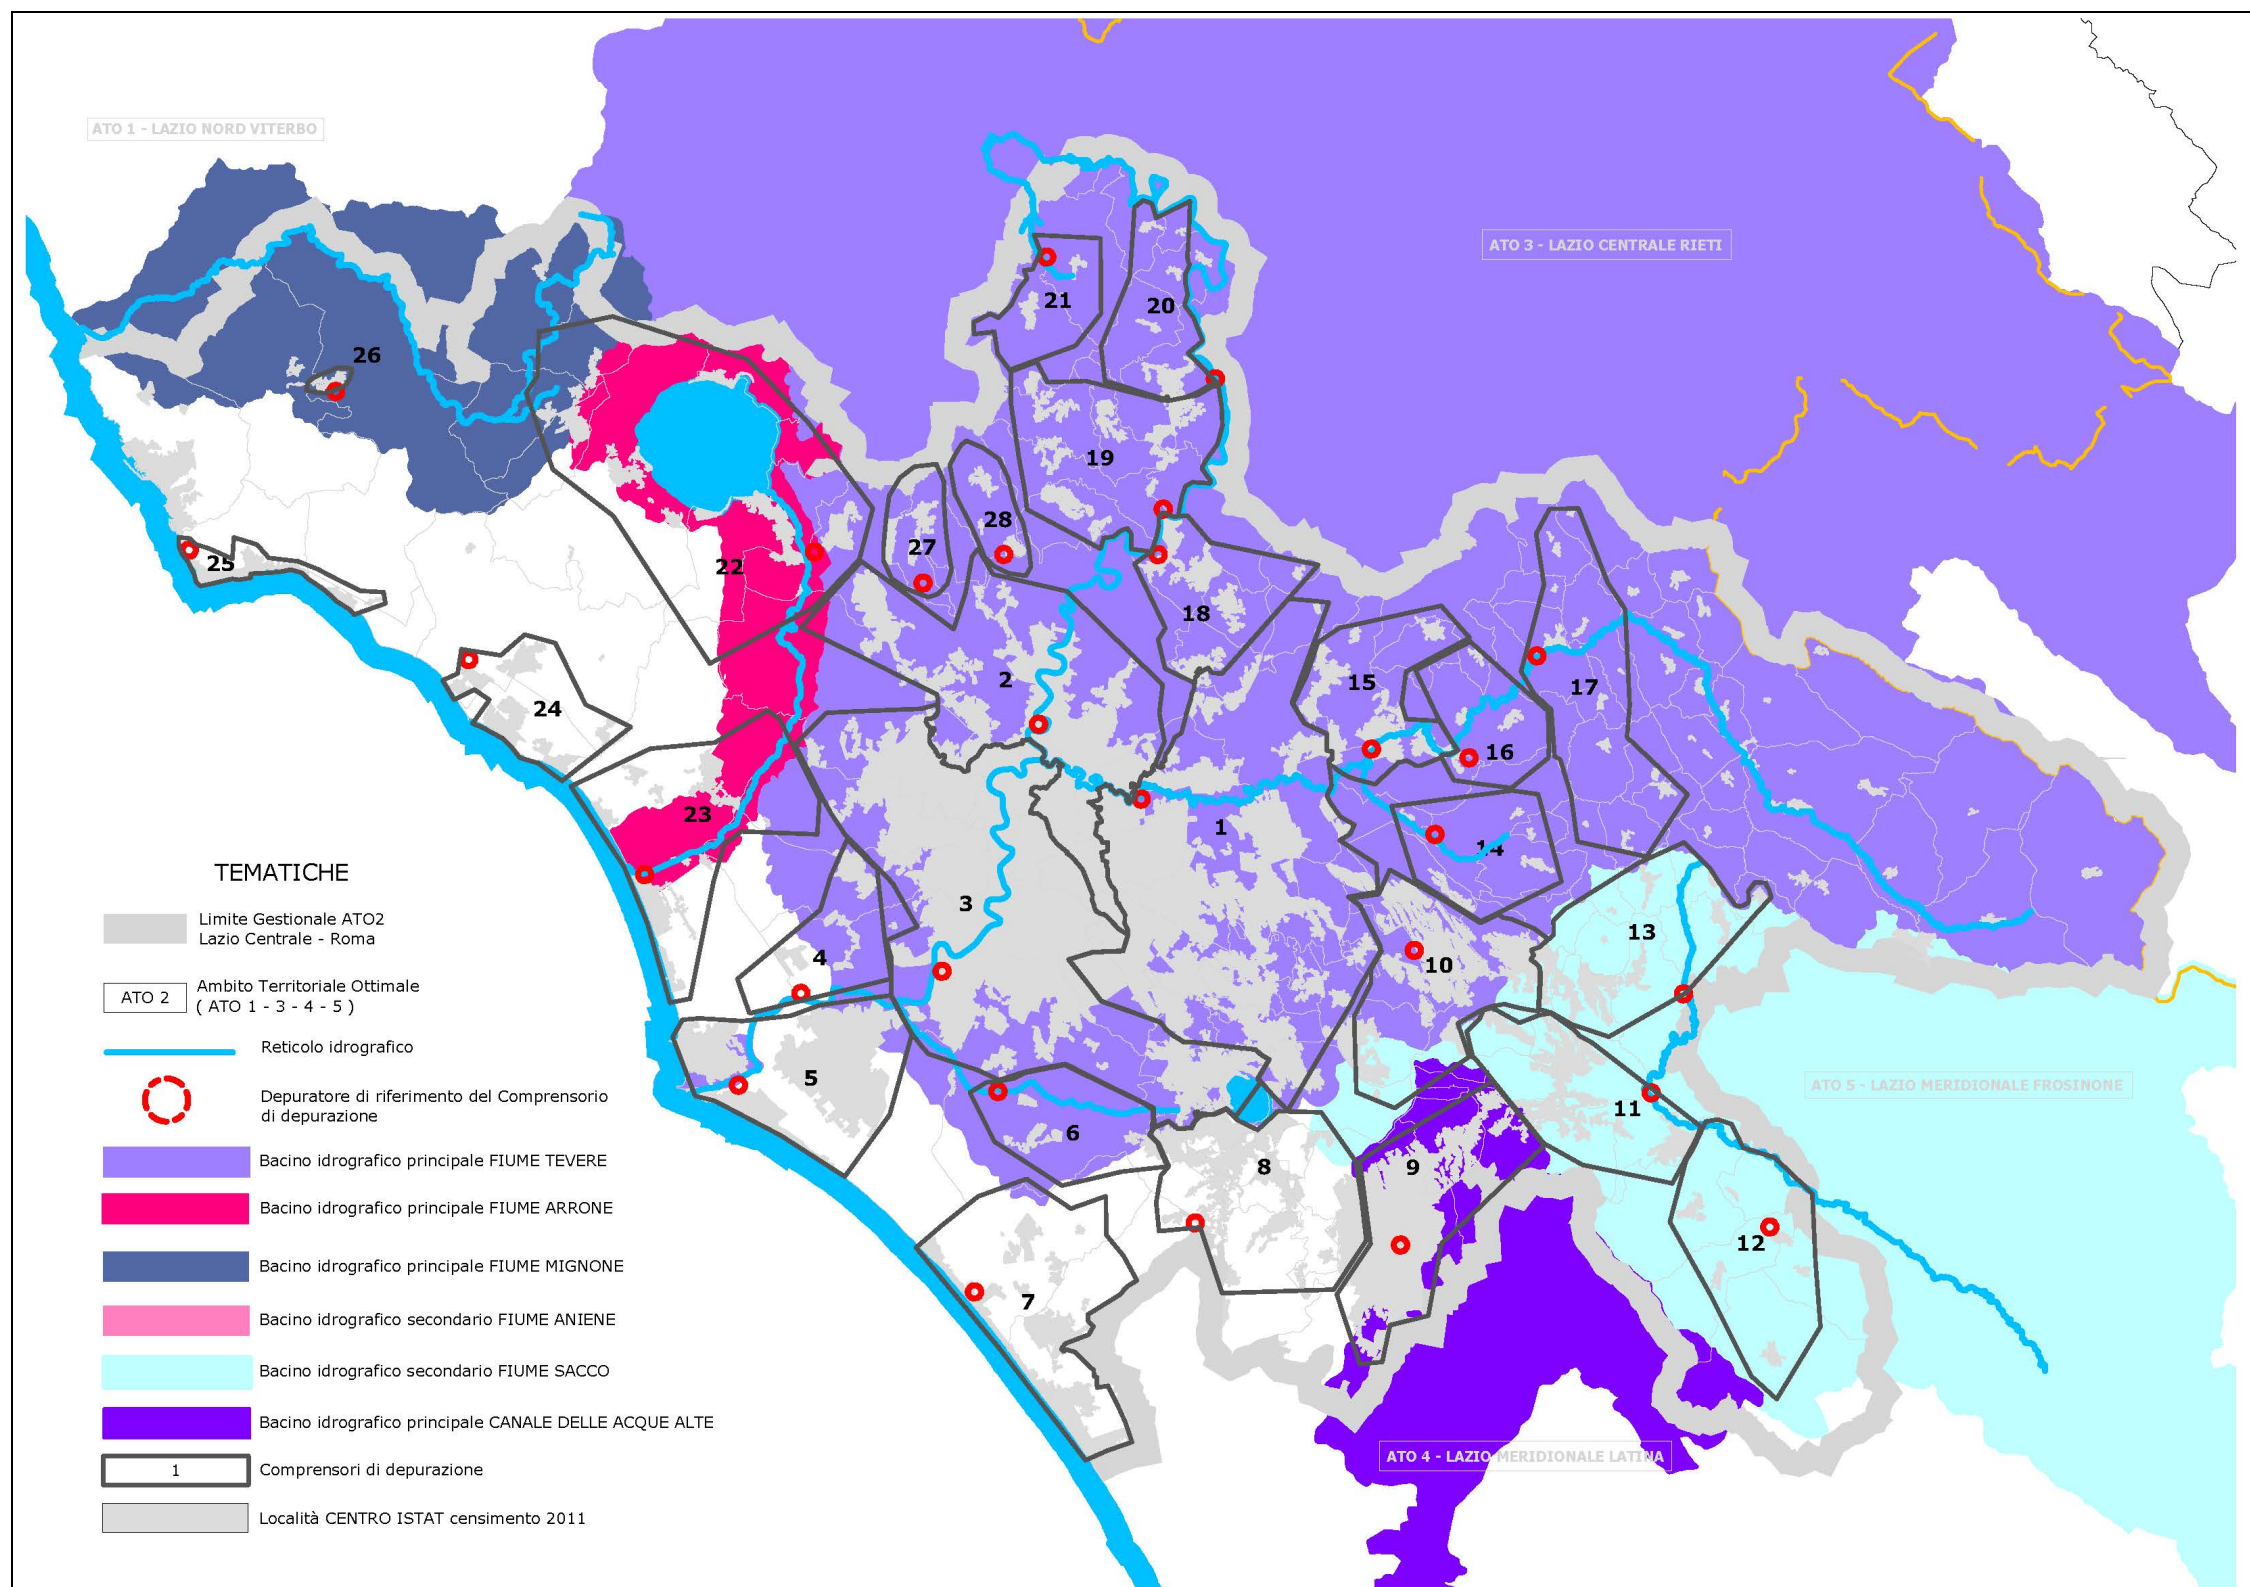 ATO 1 - LAZIO NORD VITERBO
ATO 3 - LAZIO CENTRALE RIETI
21
20
26
19
28
27
22
25
18
2
15
17
24
16
23
1
14
3
13
4
10
5
11
6
8
9
12
7
ATO 5 - LAZIO MERIDIONALE FROSINONE
ATO 4 - LAZIO MERIDIONALE LATINA
TEMATICHE
Limite Gestionale ATO2
Lazio Centrale - Roma
ATO 2
Ambito Territoriale Ottimale
( ATO 1 - 3 - 4 - 5 )
Reticolo idrografico
Depuratore di riferimento del Comprensorio
di depurazione
Bacino idrografico principale FIUME TEVERE
Bacino idrografico principale FIUME ARRONE
Bacino idrografico principale FIUME MIGNONE
Bacino idrografico secondario FIUME ANIENE
Bacino idrografico secondario FIUME SACCO
Bacino idrografico principale CANALE DELLE ACQUE ALTE
1
Comprensori di depurazione
Località CENTRO ISTAT censimento 2011